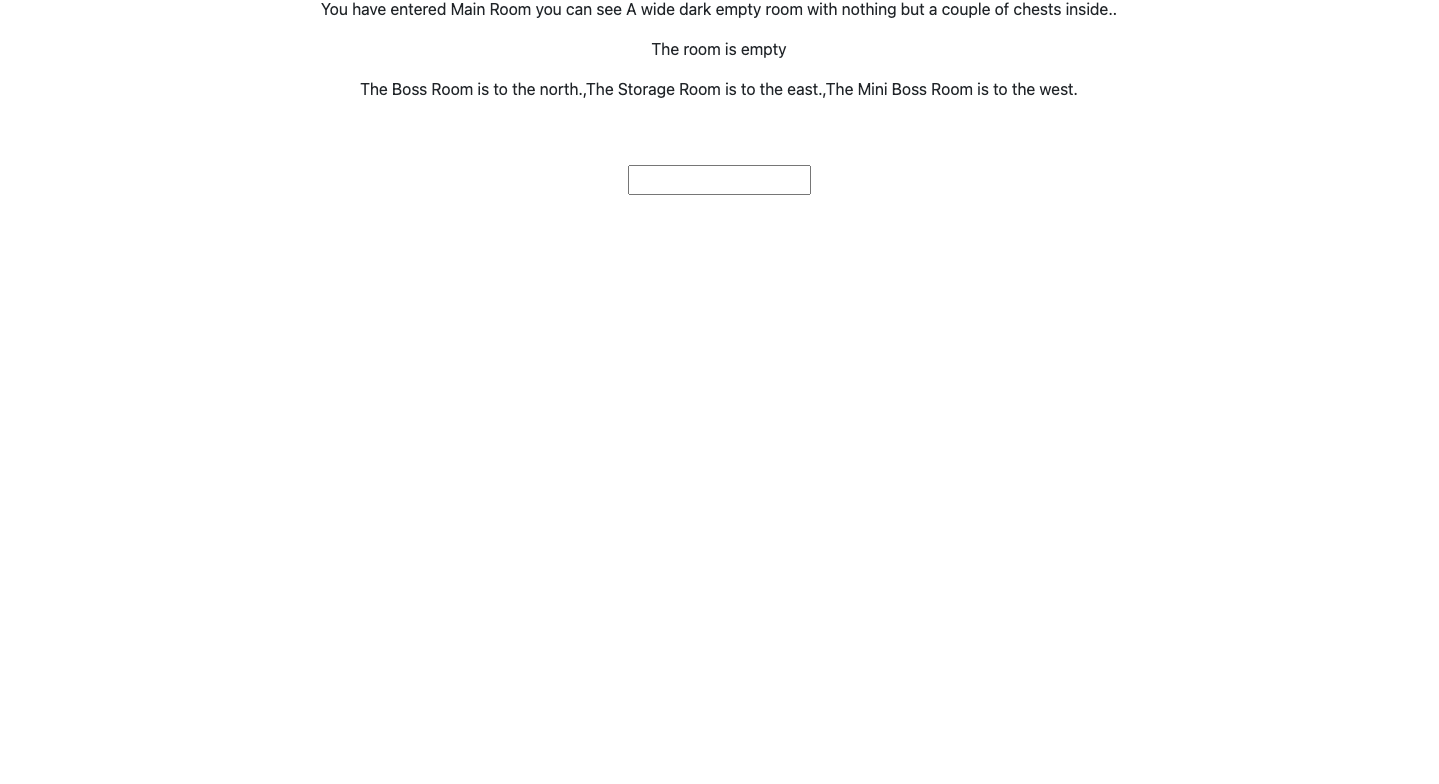 You have entered Main Room you can see A wide dark empty room with nothing but a couple of chests inside..
The room is empty
The Boss Room is to the north.,The Storage Room is to the east.,The Mini Boss Room is to the west.